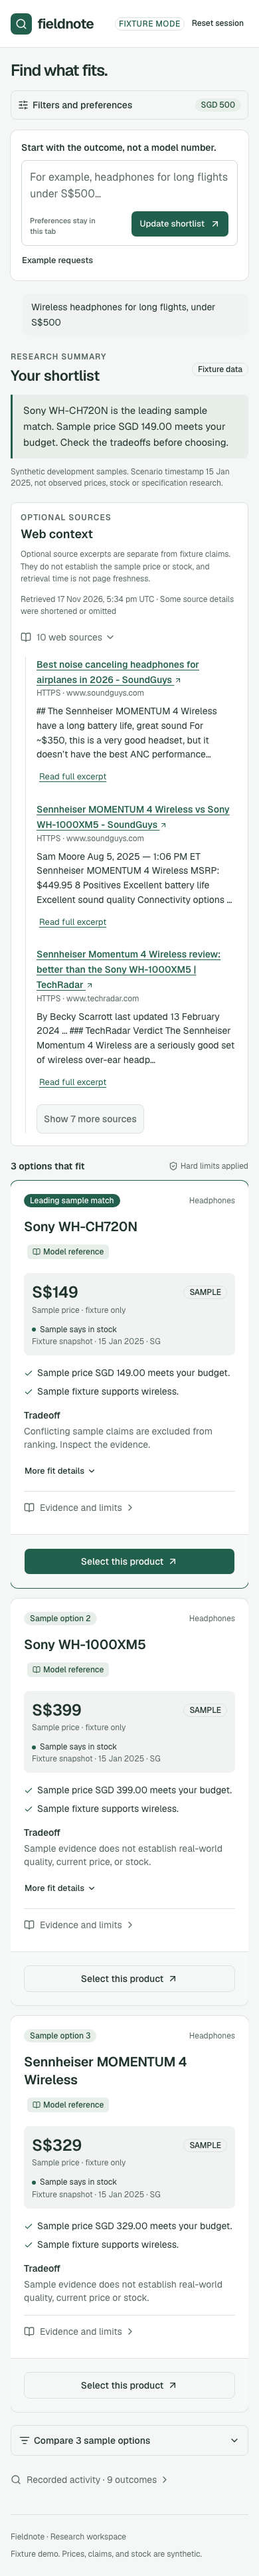 fieldnote
FIXTURE MODE
Reset session
Find what fits.
Filters and preferences
SGD 500
Start with the outcome, not a model number.
For example, headphones for long flights
under S$500...
Preferences stay in
this tab
Update shortlist
Example requests
Wireless headphones for long flights, under
S$500
RESEARCH SUMMARY
Your shortlist
Fixture data
Sony WH-CH720N is the leading sample
match. Sample price SGD 149.00 meets your
budget. Check the tradeoffs before choosing.
Synthetic development samples. Scenario timestamp 15 Jan
2025, not observed prices, stock or specification research.
OPTIONAL SOURCES
Web context
Optional source excerpts are separate from fixture claims.
They do not establish the sample price or stock, and
retrieval time is not page freshness.
Retrieved 17 Nov 2026, 5:34 pm UTC · Some source details
were shortened or omitted
10 web sources
Best noise canceling headphones for
airplanes in 2026 - SoundGuys
HTTPS · www.soundguys.com
## The Sennheiser MOMENTUM 4 Wireless
have a long battery life, great sound For
~$350, this is a very good headset, but it
doesn't have the best ANC performance...
Read full excerpt
Sennheiser MOMENTUM 4 Wireless vs Sony
WH-1000XM5 - SoundGuys
HTTPS · www.soundguys.com
Sam Moore Aug 5, 2025 — 1:06 PM ET
Sennheiser MOMENTUM 4 Wireless MSRP:
$449.95 8 Positives Excellent battery life
Excellent sound quality Connectivity options ...
Read full excerpt
Sennheiser Momentum 4 Wireless review:
better than the Sony WH-1000XM5 |
TechRadar
HTTPS · www.techradar.com
By Becky Scarrott last updated 13 February
2024 ... ### TechRadar Verdict The Sennheiser
Momentum 4 Wireless are a seriously good set
of wireless over-ear headp...
Read full excerpt
Show 7 more sources
3 options that fit
Hard limits applied
Leading sample match
Headphones
Sony WH-CH720N
Model reference
S$149
SAMPLE
Sample price · fixture only
Sample says in stock
Fixture snapshot · 15 Jan 2025 · SG
Sample price SGD 149.00 meets your budget.
Sample fixture supports wireless.
Tradeoff
Conflicting sample claims are excluded from
ranking. Inspect the evidence.
More fit details
Evidence and limits
Select this product
Sample option 2
Headphones
Sony WH-1000XM5
Model reference
S$399
SAMPLE
Sample price · fixture only
Sample says in stock
Fixture snapshot · 15 Jan 2025 · SG
Sample price SGD 399.00 meets your budget.
Sample fixture supports wireless.
Tradeoff
Sample evidence does not establish real-world
quality, current price, or stock.
More fit details
Evidence and limits
Select this product
Sample option 3
Headphones
Sennheiser MOMENTUM 4
Wireless
Model reference
S$329
SAMPLE
Sample price · fixture only
Sample says in stock
Fixture snapshot · 15 Jan 2025 · SG
Sample price SGD 329.00 meets your budget.
Sample fixture supports wireless.
Tradeoff
Sample evidence does not establish real-world
quality, current price or stock.
Evidence and limits
Select this product
Compare 3 sample options
Recorded activity · 9 outcomes
Fieldnote · Research workspace
Fixture demo. Prices, claims, and stock are synthetic.